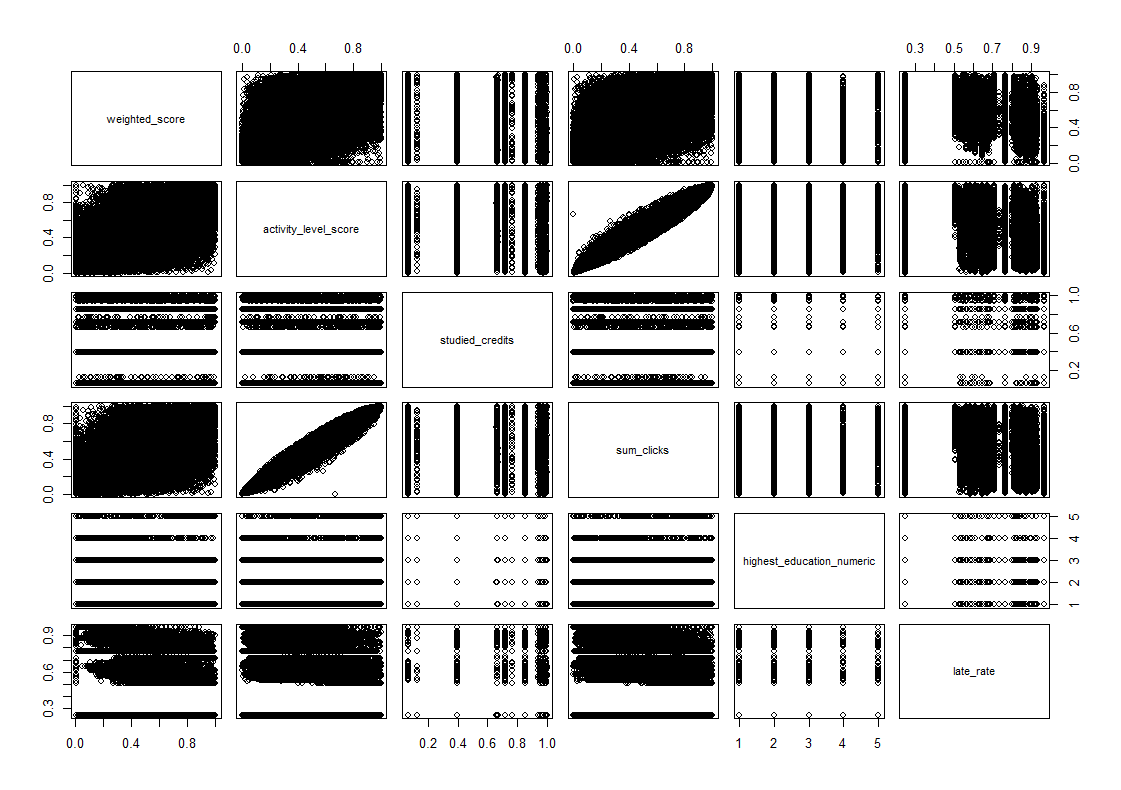 0.0 0.4 0.8
0.0 0.4 0.8
0.3 0.5 0.7 0.9
weighted_score
0.0 0.4 0.8
0.0 0.4 0.8
activity_level_score
studied_credits
0.2 0.6 1.0
0.0 0.4 0.8
sum_clicks
highest_education_numeric
1 2 3 4 5
0.3 0.6 0.9
late_rate
0.0 0.4 0.8
0.2 0.4 0.6 0.8 1.0
1 2 3 4 5